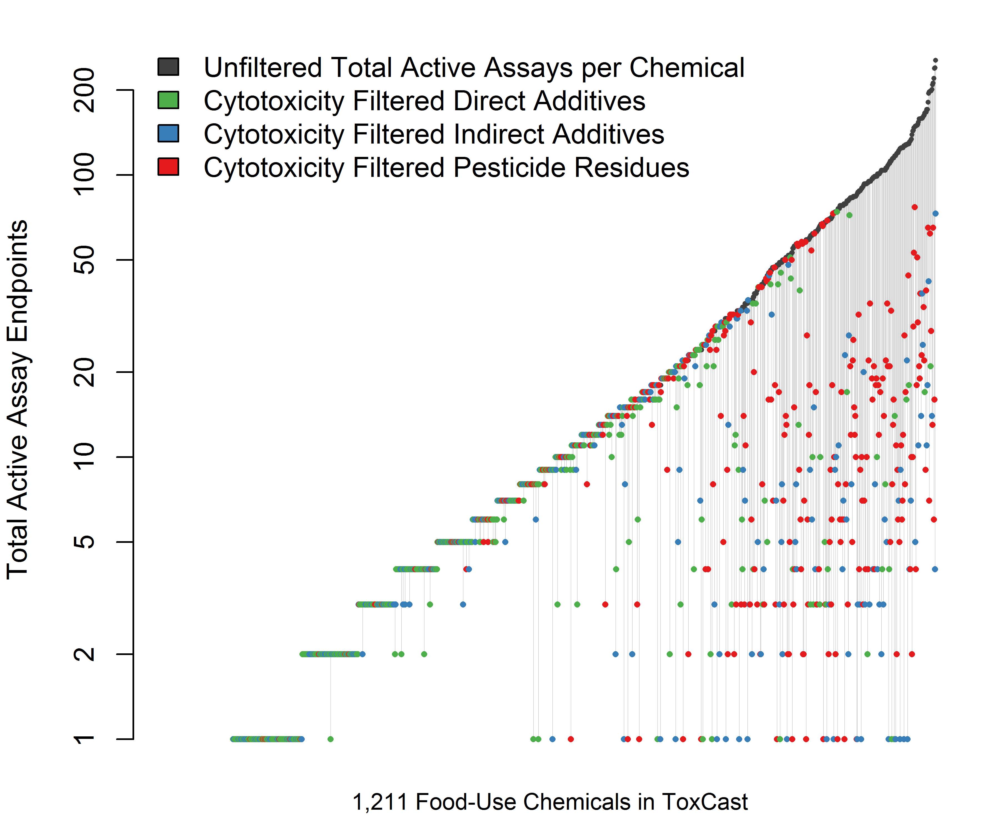 Unfiltered Total Active Assays per Chemical
Cytotoxicity Filtered Direct Additives
Cytotoxicity Filtered Indirect Additives
Cytotoxicity Filtered Pesticide Residues
Total Active Assay Endpoints
200
100
50
20
10
5
2
1
1,211 Food-Use Chemicals in ToxCast